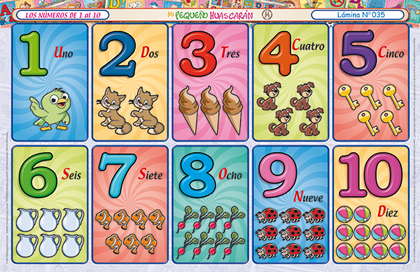 LOS NÚMEROS DE 1 al 10
EL PEQUEÑO HUASCARÁN
Lámina Nº035
1 Uno
2 Dos
3 Tres
4 Cuatro
5 Cinco
6 Seis
7 Siete
8 Ocho
9 Nueve
10 Diez